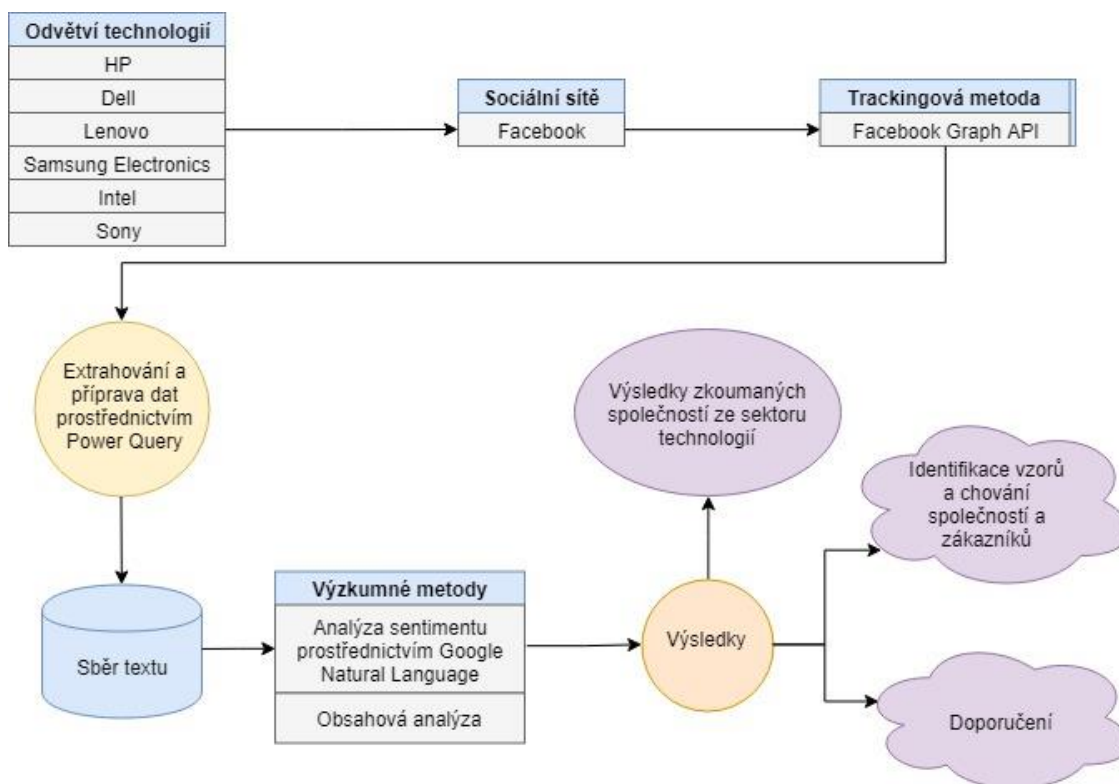 Odvětví technologií
HP
Dell
Lenovo
Samsung Electronics
Intel
Sony
Sociální sítě
Facebook
Trackingová metoda
Facebook Graph API
Extrahování a
příprava dat
prostřednictvím
Power Query
Sběr textu
Výzkumné metody
Analýza sentimentu
prostřednictvím Google
Natural Language
Obsahová analýza
Výsledky
Výsledky zkoumaných
společností ze sektoru
technologií
Identifikace vzorů
a chování
společností a
zákazníků
Doporučení